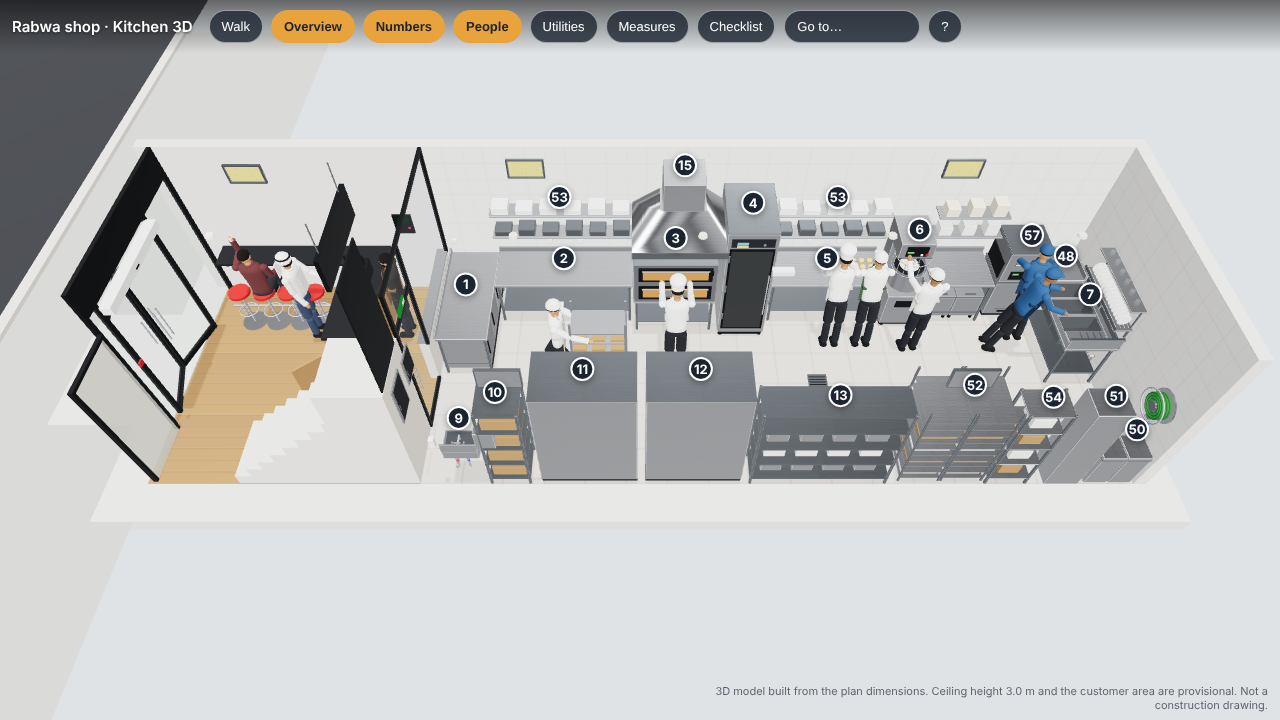 Rabwa shop · Kitchen 3D
Walk
Overview
Numbers
People
Utilities
Measures
Checklist
Go to…
?
15
53
53
4
3
6
57
48
2
5
1
7
11
12
10
13
52
54
51
9
50
3D model built from the plan dimensions. Ceiling height 3.0 m and the customer area are provisional. Not a
construction drawing.